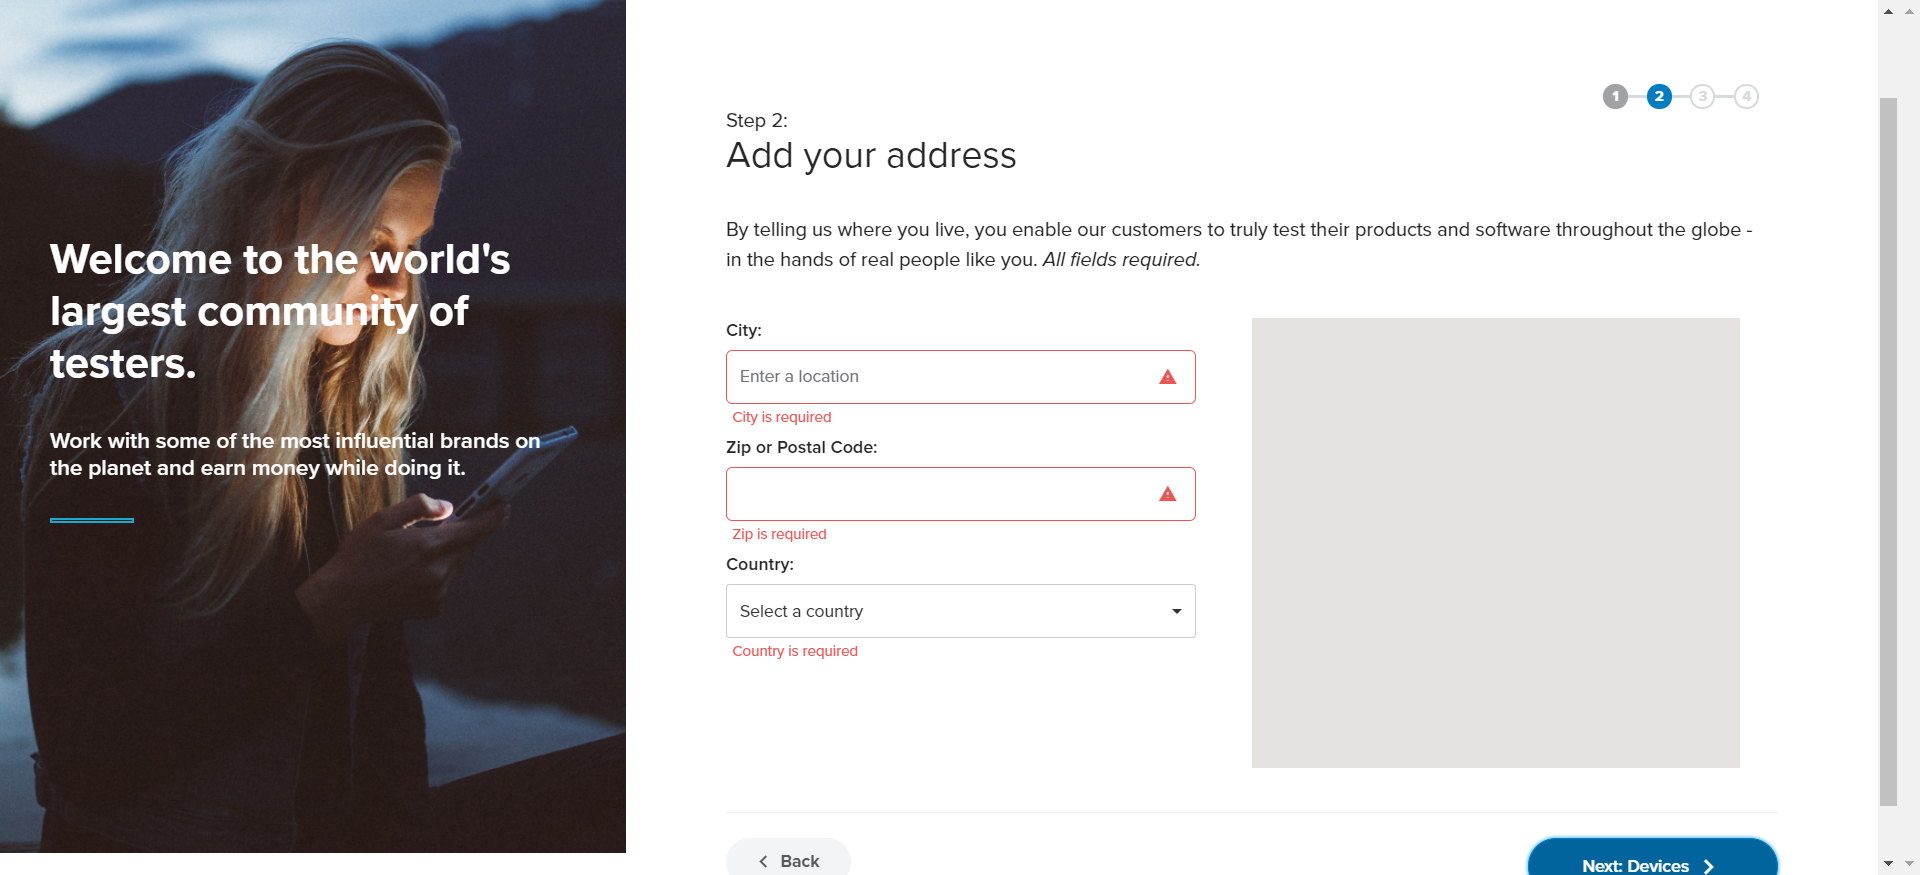 Welcome to the world's
largest community of
testers.
Work with some of the most influential brands on
the planet and earn money while doing it.
1
2
3
4
Step 2:
Add your address
By telling us where you live, you enable our customers to truly test their products and software throughout the globe -
in the hands of real people like you. All fields required.
City:
Enter a location
City is required
Zip or Postal Code:
Zip is required
Country:
Select a country
Country is required
Back
Next: Devices